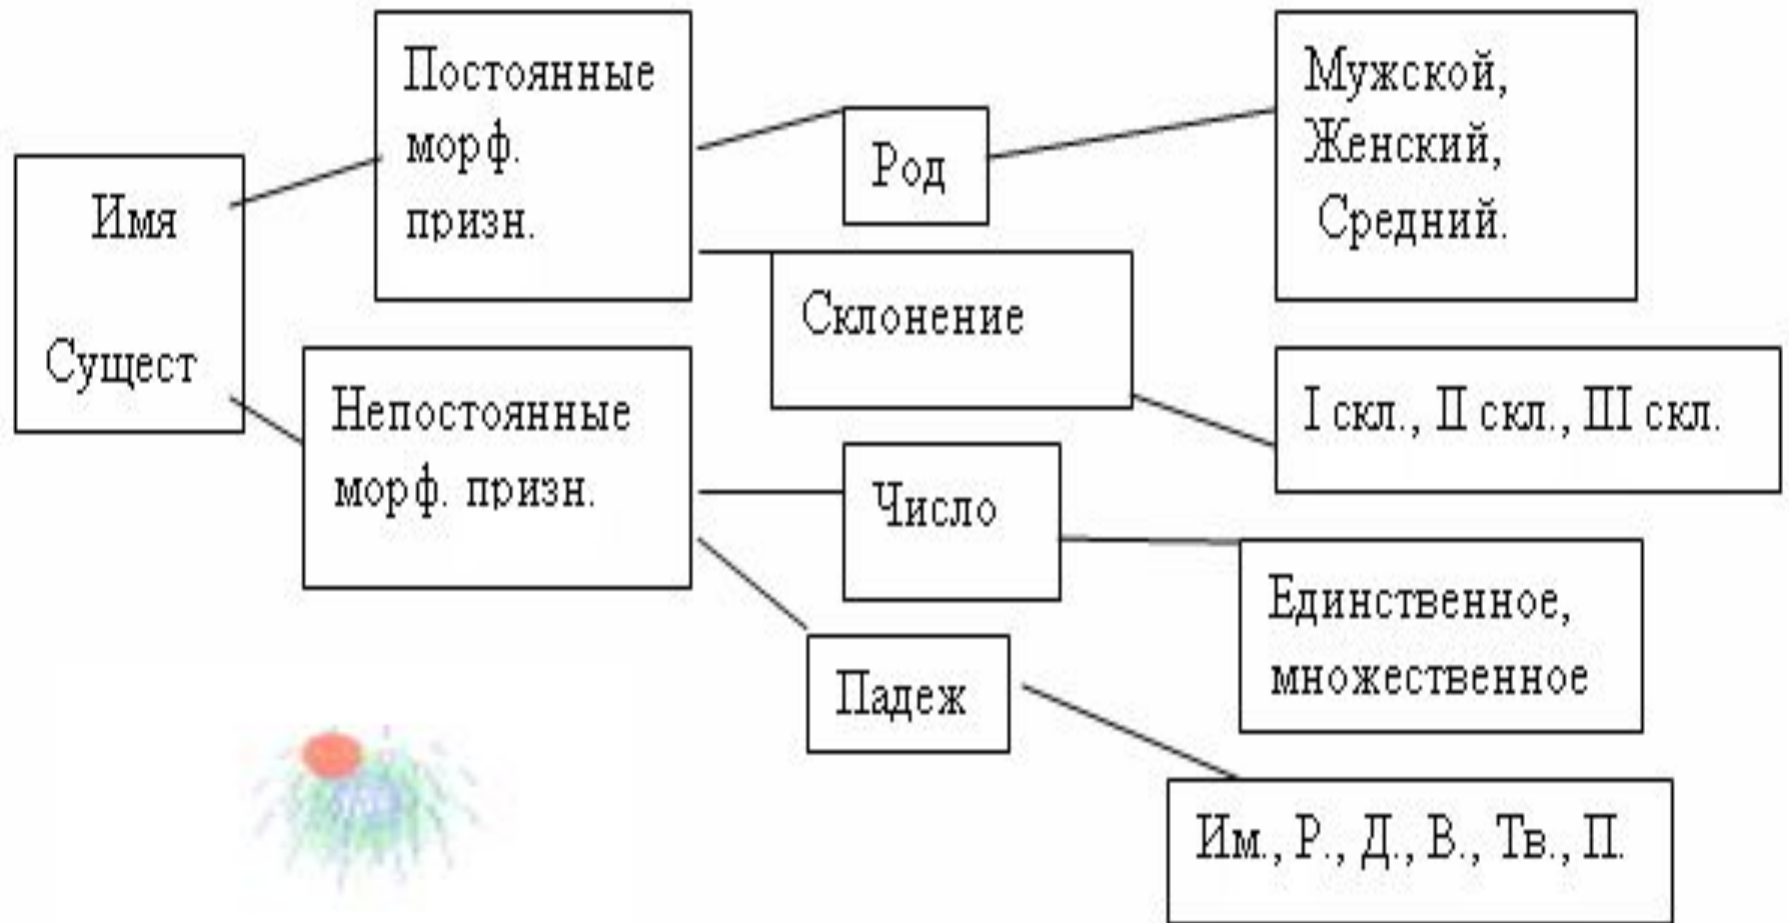 Имя
Сущест
Постоянные
морф.
призн.
Непостоянные
морф. призн.
Род
Склонение
Число
Падеж
Мужской,
Женский,
Средний.
I скл., II скл., III скл.
Единственное,
множественное
Им., Р., Д., В., Тв., П.